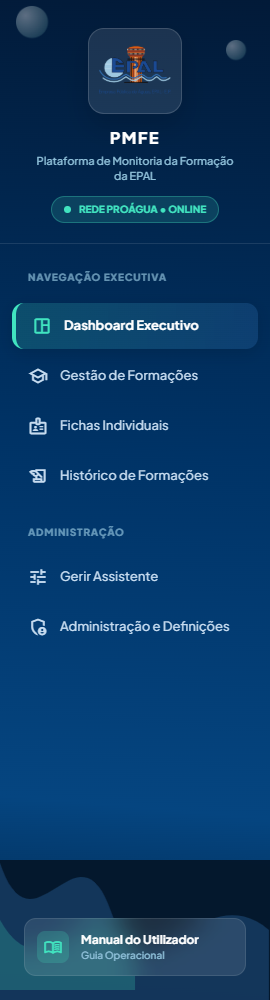 EPAL
PMFE
Plataforma de Monitoria da Formação
da EPAL
REDE PROÁGUA • ONLINE
NAVEGAÇÃO EXECUTIVA
Dashboard Executivo
Gestão de Formações
Fichas Individuais
Histórico de Formações
ADMINISTRAÇÃO
Gerir Assistente
Administração e Definições
Manual do Utilizador
Guia Operacional